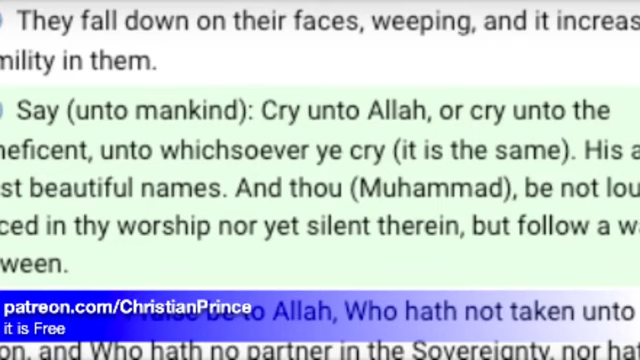 They fall down on their faces, weeping, and it increas
mility in them.
Say (unto mankind): Cry unto Allah, or cry unto the
neficent, unto whichsoever ye cry (it is the same). His a
st beautiful names. And thou (Muhammad), be not lou
ced in thy worship nor yet silent therein, but follow a wa
ween.
patreon.com/ChristianPrince
to Allah, Who hath not taken unto
it is Free
on, and Who hath no partner in the Sovereignty, nor hat